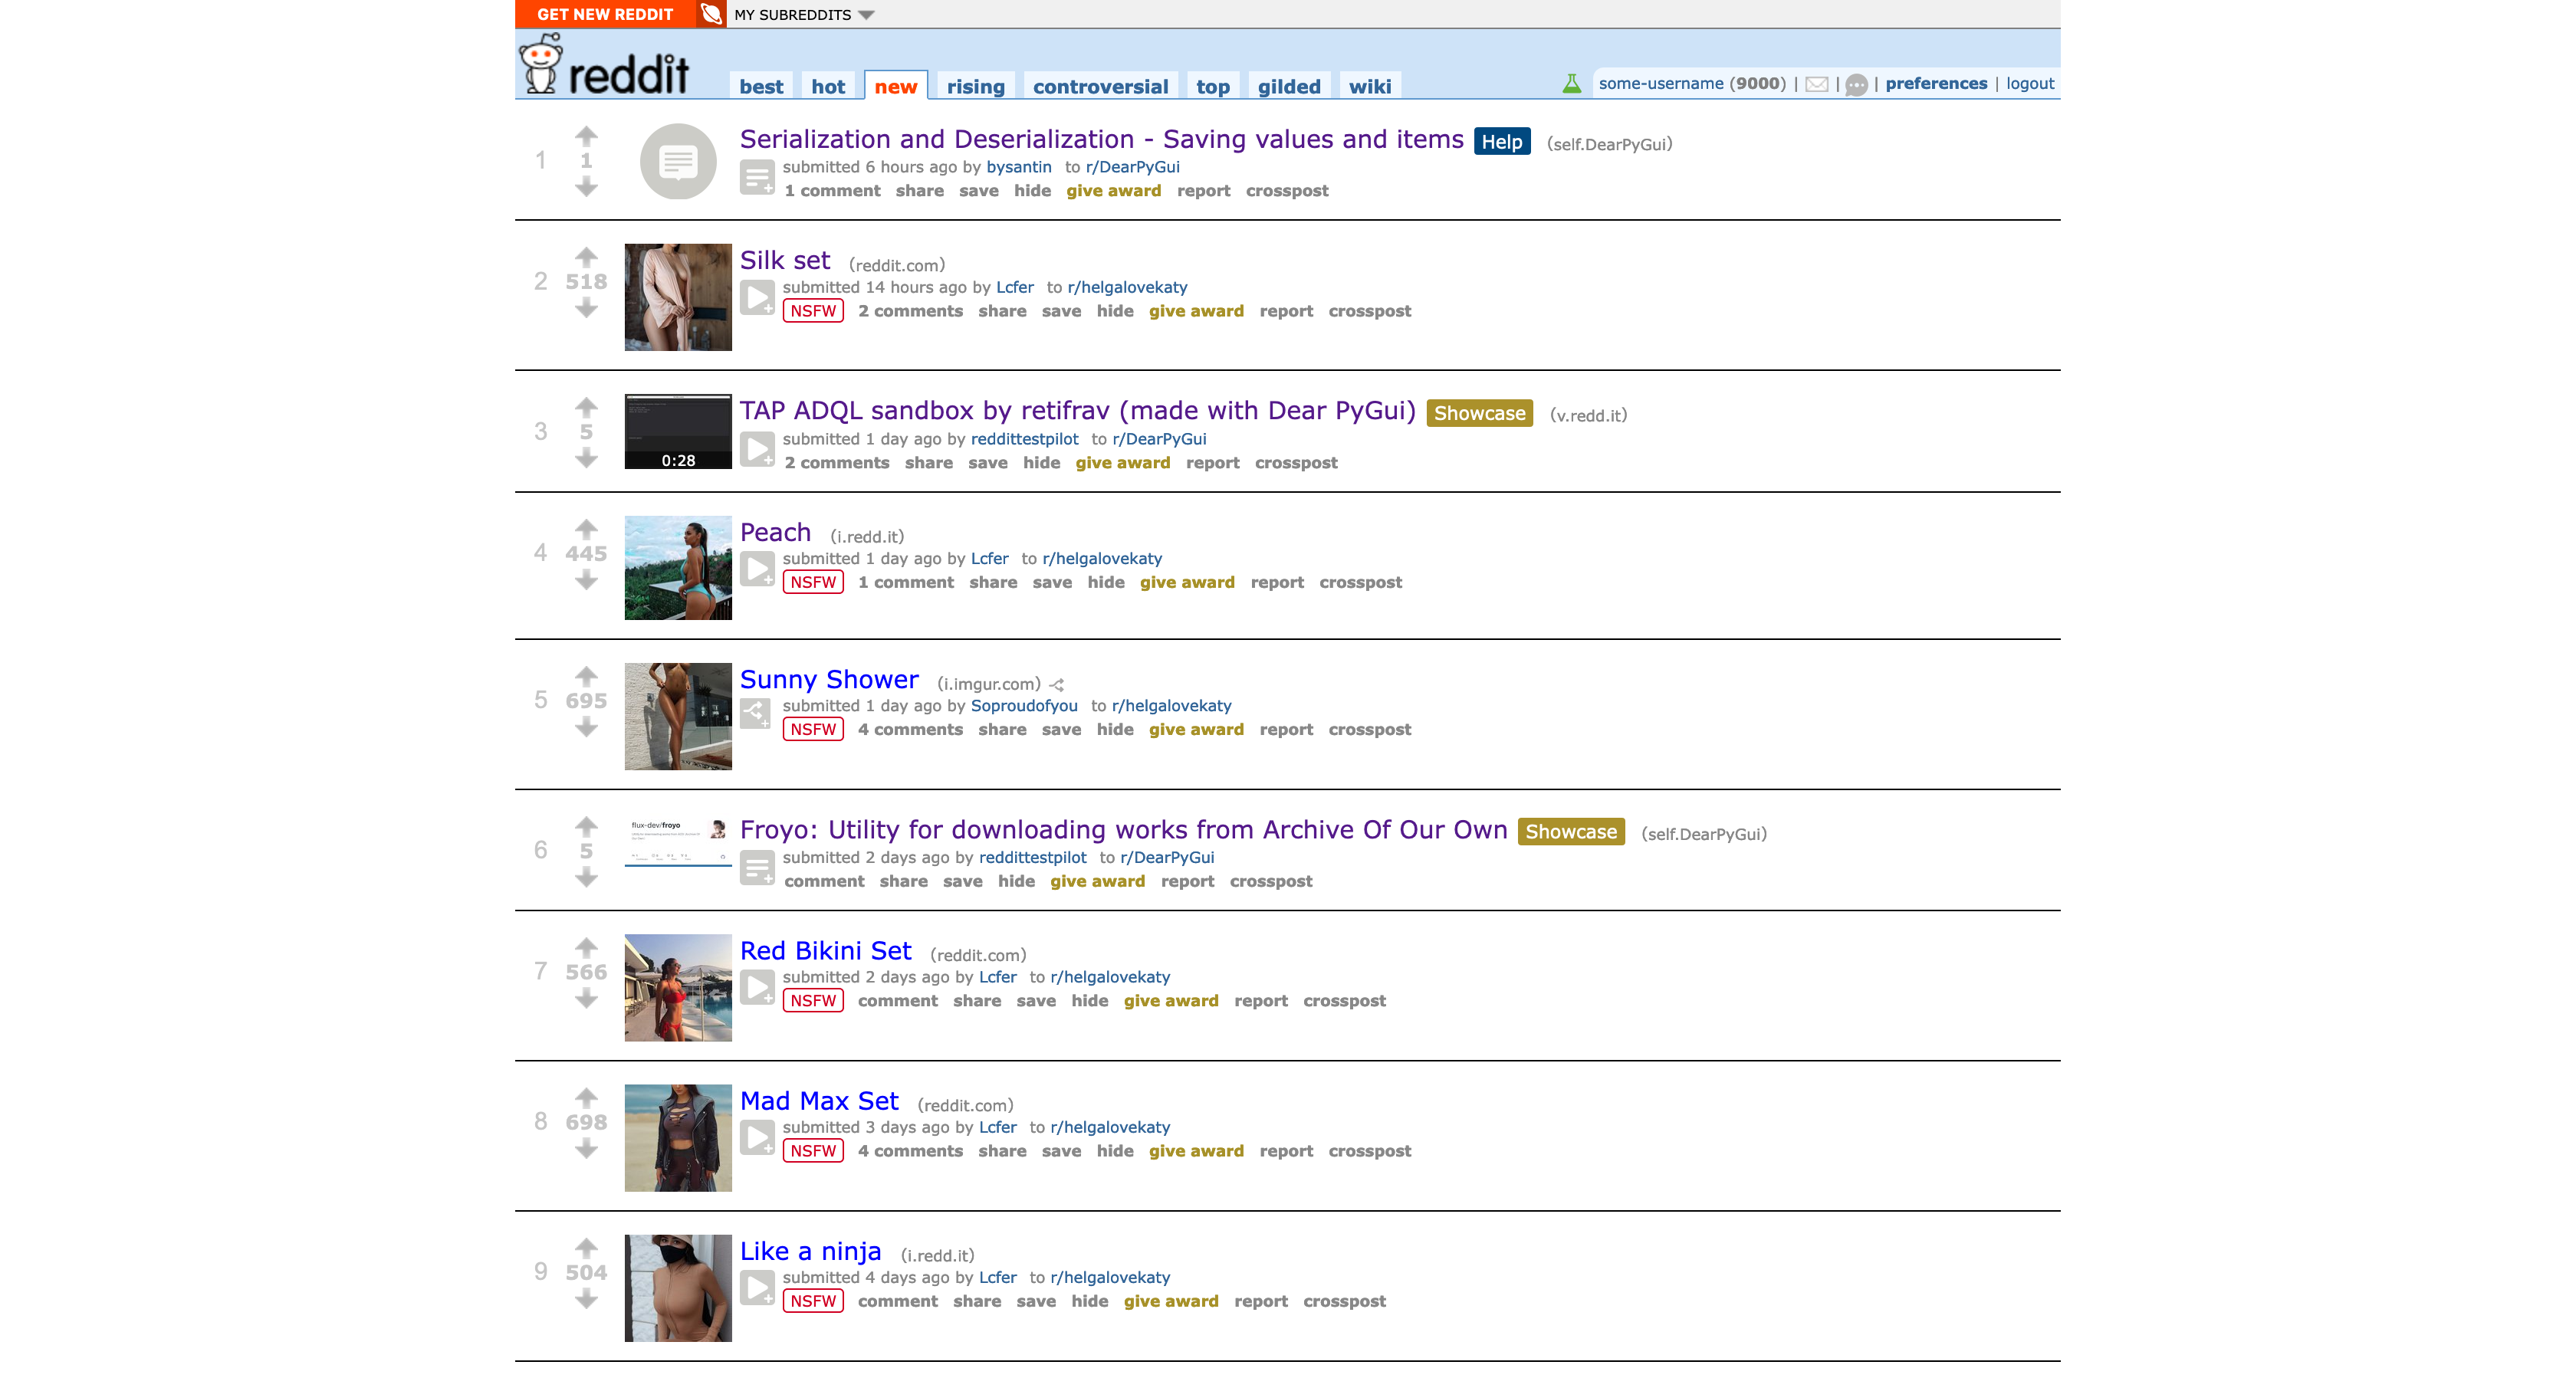 GET NEW REDDIT MY SUBREDDITS
reddit best hot new rising controversial top gilded wiki some-username (9000) | | | preferences | logout
1 1 Serialization and Deserialization - Saving values and items Help (self.DearPyGui)
submitted 6 hours ago by bysantin to r/DearPyGui
1 comment share save hide give award report crosspost
2 518 Silk set (reddit.com)
submitted 14 hours ago by Lcfer to r/helgalovekaty
NSFW 2 comments share save hide give award report crosspost
3 5 TAP ADQL sandbox by retifrav (made with Dear PyGui) Showcase (v.redd.it)
submitted 1 day ago by reddittestpilot to r/DearPyGui
0:28 2 comments share save hide give award report crosspost
4 445 Peach (i.redd.it)
submitted 1 day ago by Lcfer to r/helgalovekaty
NSFW 1 comment share save hide give award report crosspost
5 695 Sunny Shower (i.imgur.com)
submitted 1 day ago by Soproudofyou to r/helgalovekaty
NSFW 4 comments share save hide give award report crosspost
6 5 flux-dev/froyo Froyo: Utility for downloading works from Archive Of Our Own Showcase (self.DearPyGui)
submitted 2 days ago by reddittestpilot to r/DearPyGui
comment share save hide give award report crosspost
7 566 Red Bikini Set (reddit.com)
submitted 2 days ago by Lcfer to r/helgalovekaty
NSFW comment share save hide give award report crosspost
8 698 Mad Max Set (reddit.com)
submitted 3 days ago by Lcfer to r/helgalovekaty
NSFW 4 comments share save hide give award report crosspost
9 504 Like a ninja (i.redd.it)
submitted 4 days ago by Lcfer to r/helgalovekaty
NSFW comment share save hide give award report crosspost